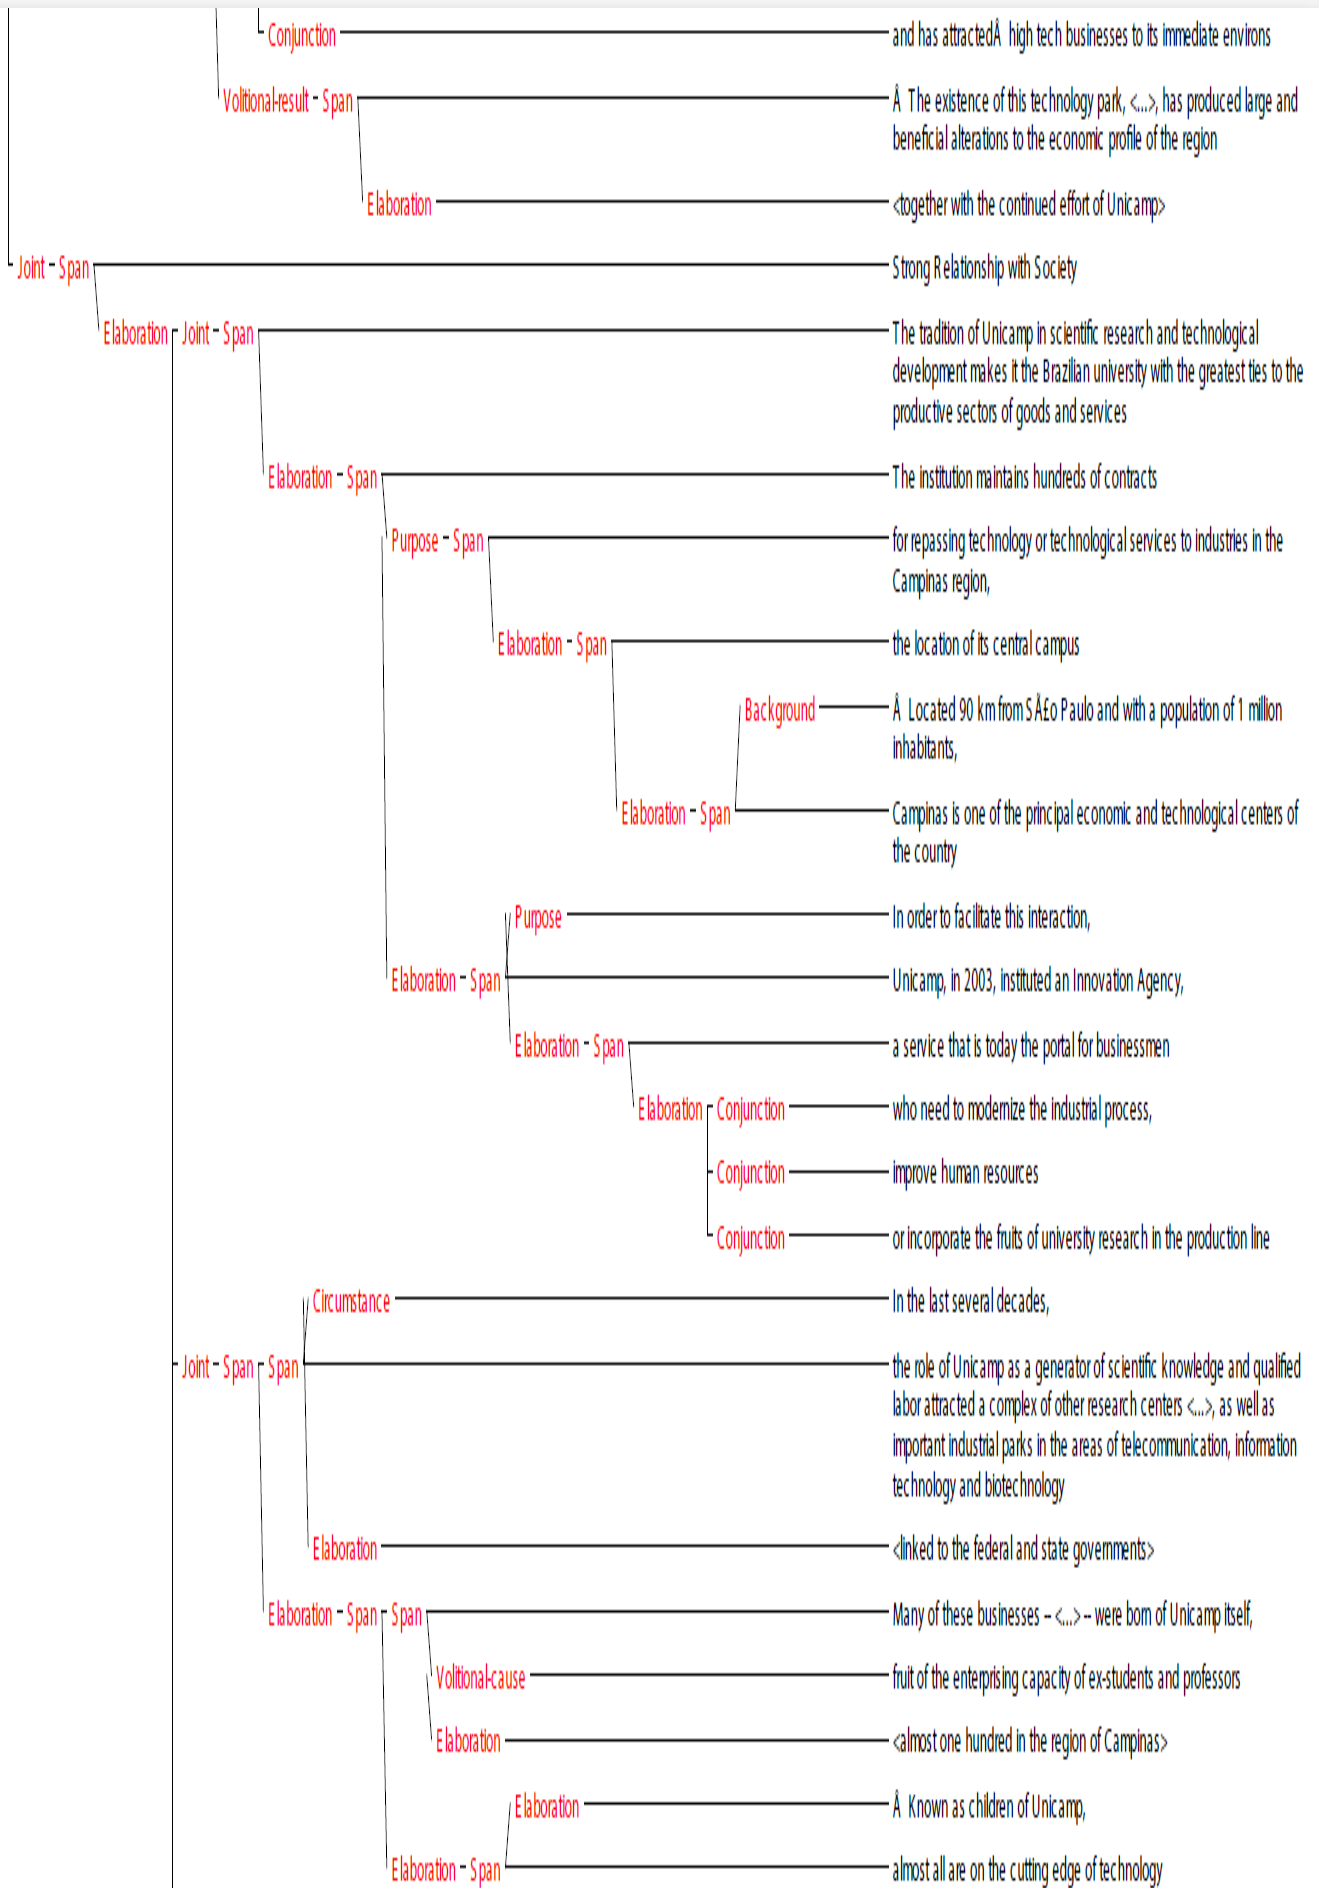 Conjunction and has attractedÂ high tech businesses to its immediate environs
Volitional-result - Span Â The existence of this technology park, <...>, has produced large and
beneficial alterations to the economic profile of the region
Elaboration <together with the continued effort of Unicamp>
Joint - Span Strong Relationship with Society
Elaboration Joint - Span The tradition of Unicamp in scientific research and technological
development makes it the Brazilian university with the greatest ties to the
productive sectors of goods and services
Elaboration - Span The institution maintains hundreds of contracts
Purpose - Span for repassing technology or technological services to industries in the
Campinas region,
Elaboration - Span the location of its central campus
Background Â Located 90 km from SÃ£o Paulo and with a population of 1 million
inhabitants,
Elaboration - Span Campinas is one of the principal economic and technological centers of
the country
Purpose In order to facilitate this interaction,
Elaboration - Span Unicamp, in 2003, instituted an Innovation Agency,
Elaboration - Span a service that is today the portal for businessmen
Elaboration Conjunction who need to modernize the industrial process,
Conjunction improve human resources
Conjunction or incorporate the fruits of university research in the production line
Circumstance In the last several decades,
Joint - Span Span the role of Unicamp as a generator of scientific knowledge and qualified
labor attracted a complex of other research centers <...>, as well as
important industrial parks in the areas of telecommunication, information
technology and biotechnology
Elaboration <linked to the federal and state governments>
Elaboration - Span - Span Many of these businesses – <...> – were born of Unicamp itself,
Volitional-cause fruit of the enterprising capacity of ex-students and professors
Elaboration <almost one hundred in the region of Campinas>
Elaboration Â Known as children of Unicamp,
Elaboration - Span almost all are on the cutting edge of technology